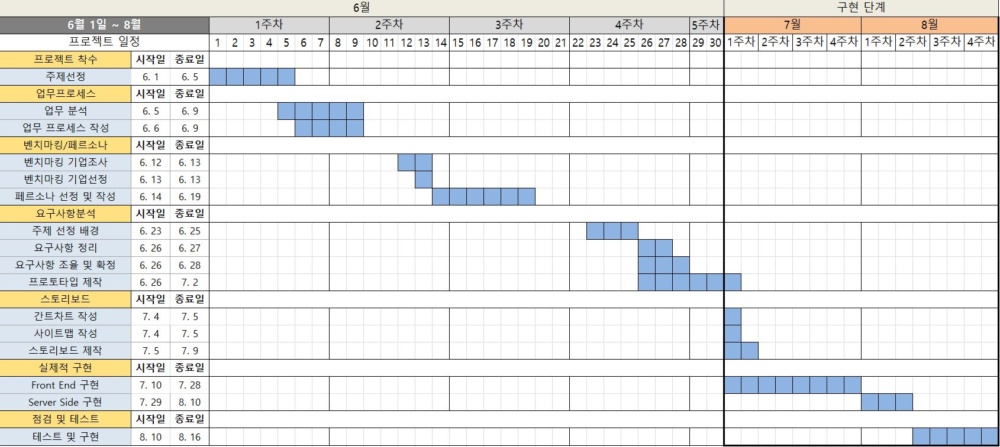 6월 구현 단계
6월 1일 ~ 8월 1주차 2주차 3주차 4주차 5주차 7월 8월
프로젝트 일정 1 2 3 4 5 6 7 8 9 10 11 12 13 14 15 16 17 18 19 20 21 22 23 24 25 26 27 28 29 30 1주차 2주차 3주차 4주차 1주차 2주차 3주차 4주차
프로젝트 착수 시작일 종료일
주제선정 6. 1 6. 5
업무프로세스 시작일 종료일
업무 분석 6. 5 6. 9
업무 프로세스 작성 6. 6 6. 9
벤치마킹/페르소나 시작일 종료일
벤치마킹 기업조사 6. 12 6. 13
벤치마킹 기업선정 6. 13 6. 13
페르소나 선정 및 작성 6. 14 6. 19
요구사항분석 시작일 종료일
주제 선정 배경 6. 23 6. 25
요구사항 정리 6. 26 6. 27
요구사항 조율 및 확정 6. 26 6. 28
프로토타입 제작 6. 26 7. 2
스토리보드 시작일 종료일
간트차트 작성 7. 4 7. 5
사이트맵 작성 7. 4 7. 5
스토리보드 제작 7. 5 7. 9
실제적 구현 시작일 종료일
Front End 구현 7. 10 7. 28
Server Side 구현 7. 29 8. 10
점검 및 테스트 시작일 종료일
테스트 및 구현 8. 10 8. 16